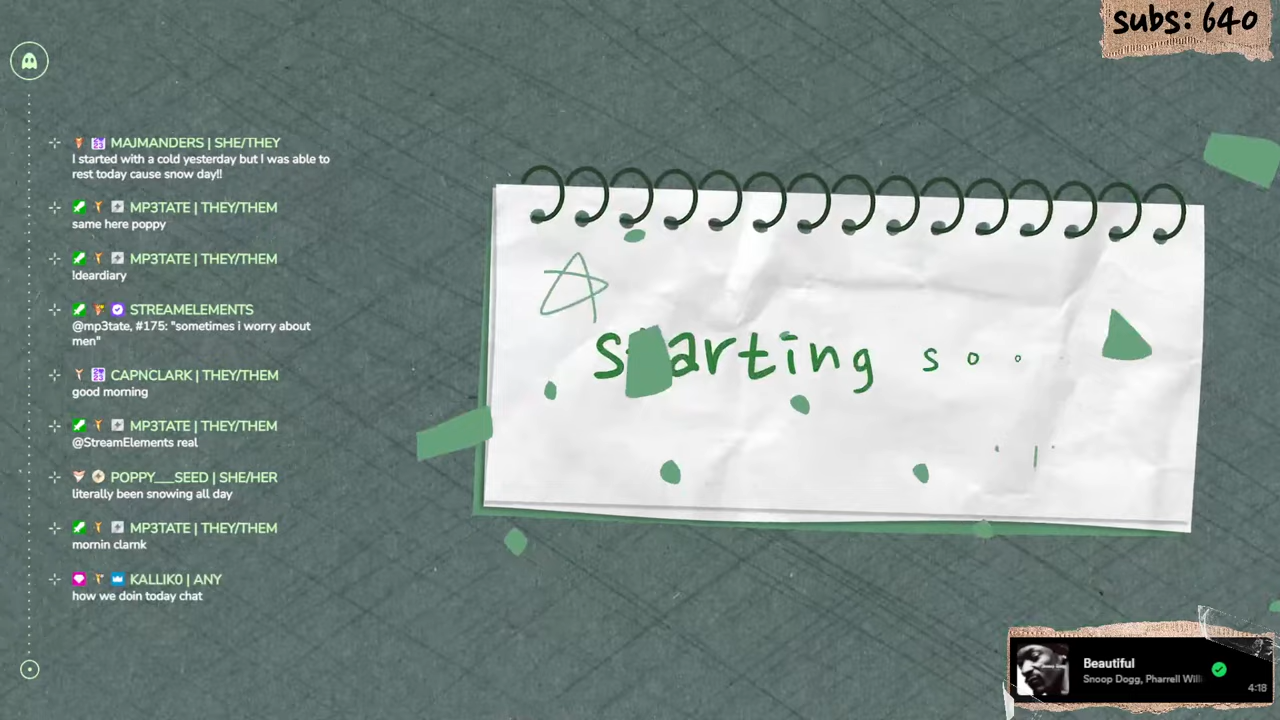 subs: 640
MAJMANDERS | SHE/THEY
I started with a cold yesterday but I was able to
rest today cause snow day!!
MP3TATE | THEY/THEM
same here poppy
MP3TATE | THEY/THEM
!deardiary
STREAMELEMENTS
@mp3tate, #175: "sometimes i worry about
men"
CAPNCLARK | THEY/THEM
good morning
MP3TATE | THEY/THEM
@StreamElements real
POPPY___SEED | SHE/HER
literally been snowing all day
MP3TATE | THEY/THEM
mornin clarnk
KALLIK0 | ANY
how we doin today chat
starting soo
Beautiful
Snoop Dogg, Pharrell Will
4:18